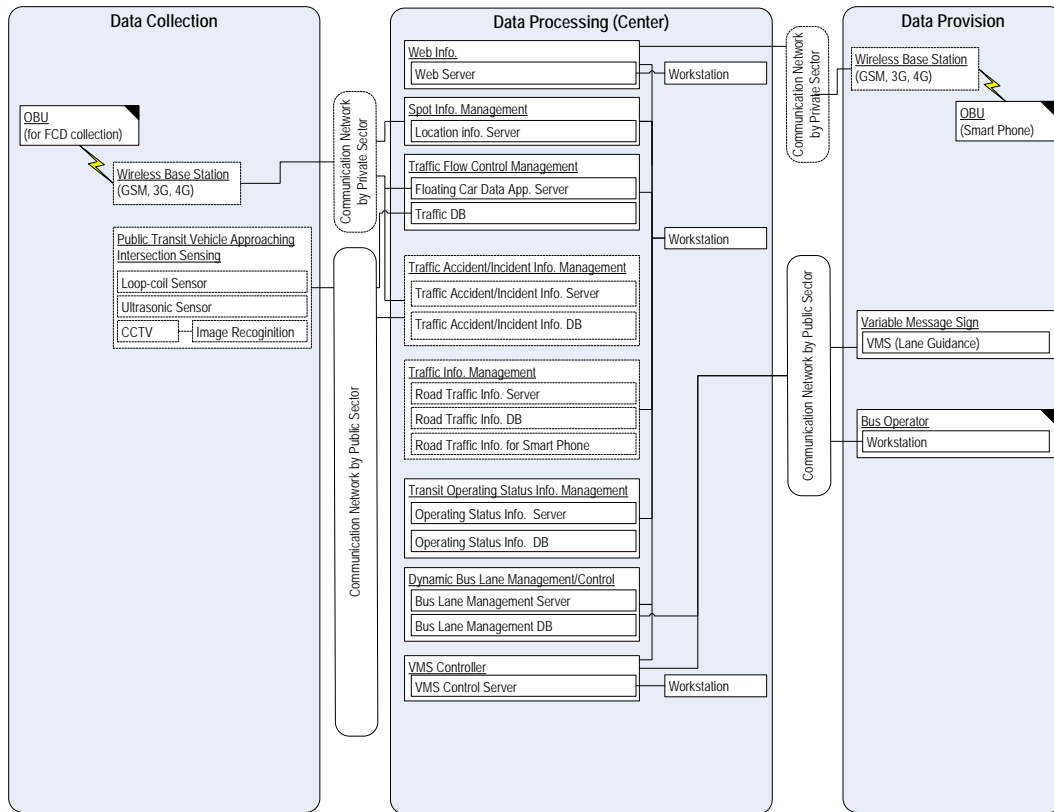 Data Collection
OBU
(for FCD collection)
Wireless Base Station
(GSM, 3G, 4G)
Public Transit Vehicle Approaching
Intersection Sensing
Loop-coil Sensor
Ultrasonic Sensor
CCTV
Image Recoginition
Communication Network
by Private Sector
Communication Network by Public Sector
Data Processing (Center)
Web Info.
Web Server
Workstation
Spot Info. Management
Location info. Server
Traffic Flow Control Management
Floating Car Data App. Server
Traffic DB
Workstation
Traffic Accident/Incident Info. Management
Traffic Accident/Incident Info. Server
Traffic Accident/Incident Info. DB
Traffic Info. Management
Road Traffic Info. Server
Road Traffic Info. DB
Road Traffic Info. for Smart Phone
Transit Operating Status Info. Management
Operating Status Info. Server
Operating Status Info. DB
Dynamic Bus Lane Management/Control
Bus Lane Management Server
Bus Lane Management DB
VMS Controller
VMS Control Server
Workstation
Communication Network
by Private Sector
Communication Network by Public Sector
Data Provision
Wireless Base Station
(GSM, 3G, 4G)
OBU
(Smart Phone)
Variable Message Sign
VMS (Lane Guidance)
Bus Operator
Workstation